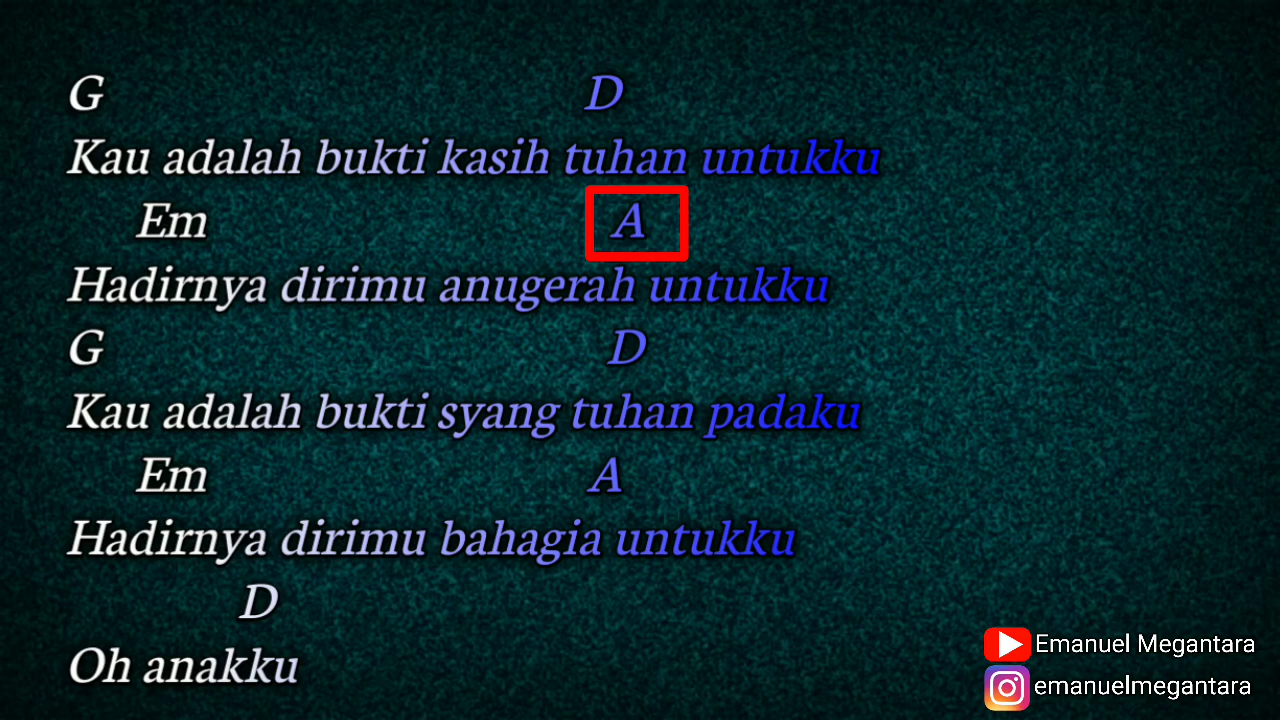 G D
Kau adalah bukti kasih tuhan untukku
Em A
Hadirnya dirimu anugerah untukku
G D
Kau adalah bukti syang tuhan padaku
Em A
Hadirnya dirimu bahagia untukku
D
Oh anakku
Emanuel Megantara
emanuelmegantara